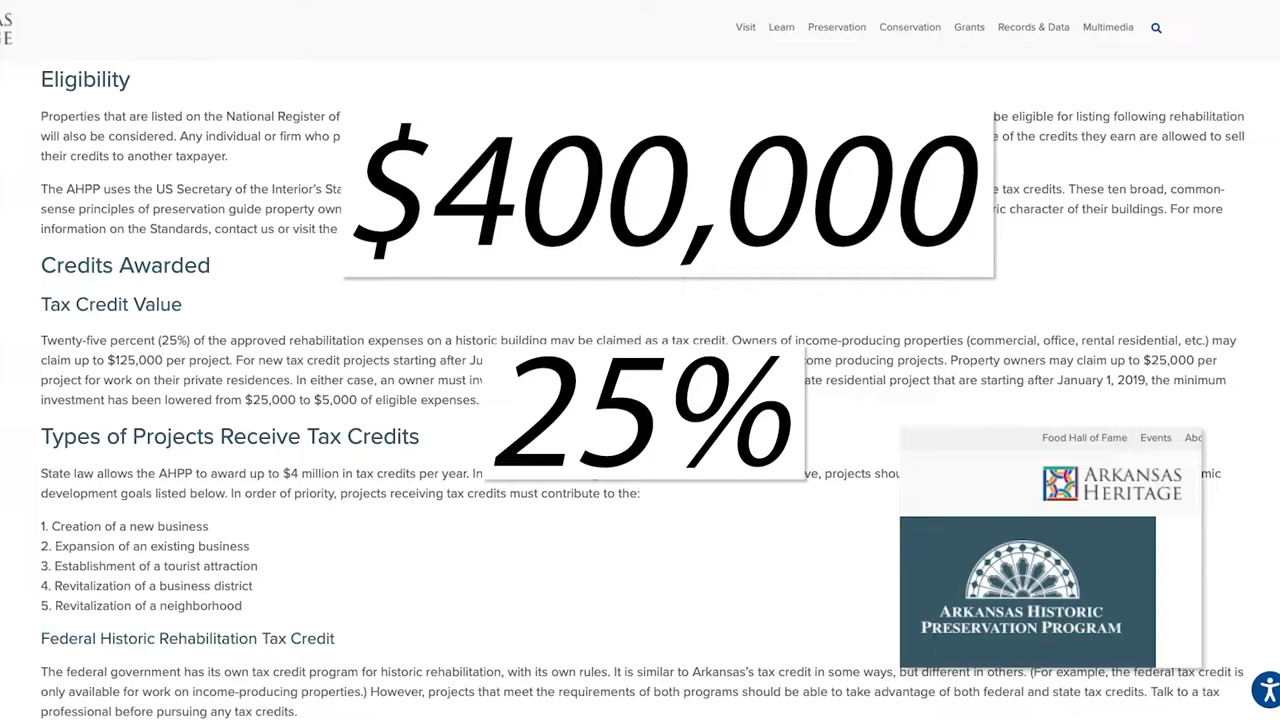 AS
GE
Visit Learn Preservation Conservation Grants Records & Data Multimedia
Eligibility
Properties that are listed on the National Register of be eligible for listing following rehabilitation
will also be considered. Any individual or firm who p e of the credits they earn are allowed to sell
their credits to another taxpayer.
$400,000
The AHPP uses the US Secretary of the Interior's Sta e tax credits. These ten broad, common-
sense principles of preservation guide property own ric character of their buildings. For more
information on the Standards, contact us or visit the
Credits Awarded
Tax Credit Value
Twenty-five percent (25%) of the approved rehabilitation expenses on a historic building may be claimed as a tax credit. Owners of income-producing properties (commercial, office, rental residential, etc.) may
claim up to $125,000 per project. For new tax credit projects starting after Ju ome producing projects. Property owners may claim up to $25,000 per
project for work on their private residences. In either case, an owner must inv ate residential project that are starting after January 1, 2019, the minimum
investment has been lowered from $25,000 to $5,000 of eligible expenses.
25%
Types of Projects Receive Tax Credits
State law allows the AHPP to award up to $4 million in tax credits per year. In ve, projects shou mic
development goals listed below. In order of priority, projects receiving tax credits must contribute to the:
1. Creation of a new business
2. Expansion of an existing business
3. Establishment of a tourist attraction
4. Revitalization of a business district
5. Revitalization of a neighborhood
Food Hall of Fame Events Abo
ARKANSAS
HERITAGE
ARKANSAS HISTORIC
PRESERVATION PROGRAM
Federal Historic Rehabilitation Tax Credit
The federal government has its own tax credit program for historic rehabilitation, with its own rules. It is similar to Arkansas's tax credit in some ways, but different in others. (For example, the federal tax credit is
only available for work on income-producing properties.) However, projects that meet the requirements of both programs should be able to take advantage of both federal and state tax credits. Talk to a tax
professional before pursuing any tax credits.